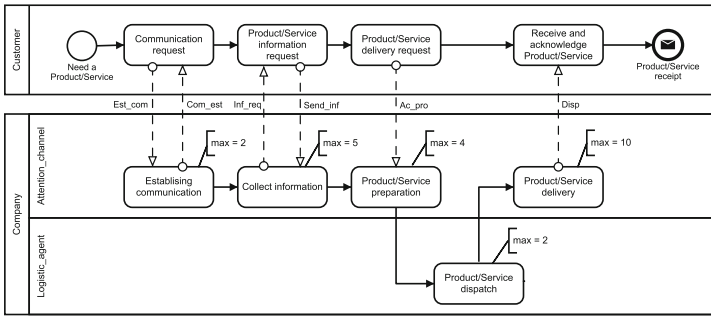 Customer
Need a
Product/Service
Communication
request
Product/Service
information
request
Product/Service
delivery request
Receive and
acknowledge
Product/Service
Product/Service
receipt
Est_com
Com_est
Inf_req
Send_inf
Ac_pro
Disp
Company
Attention_channel
max = 2
max = 5
max = 4
max = 10
Establising
communication
Collect information
Product/Service
preparation
Product/Service
delivery
Logistic_agent
max = 2
Product/Service
dispatch